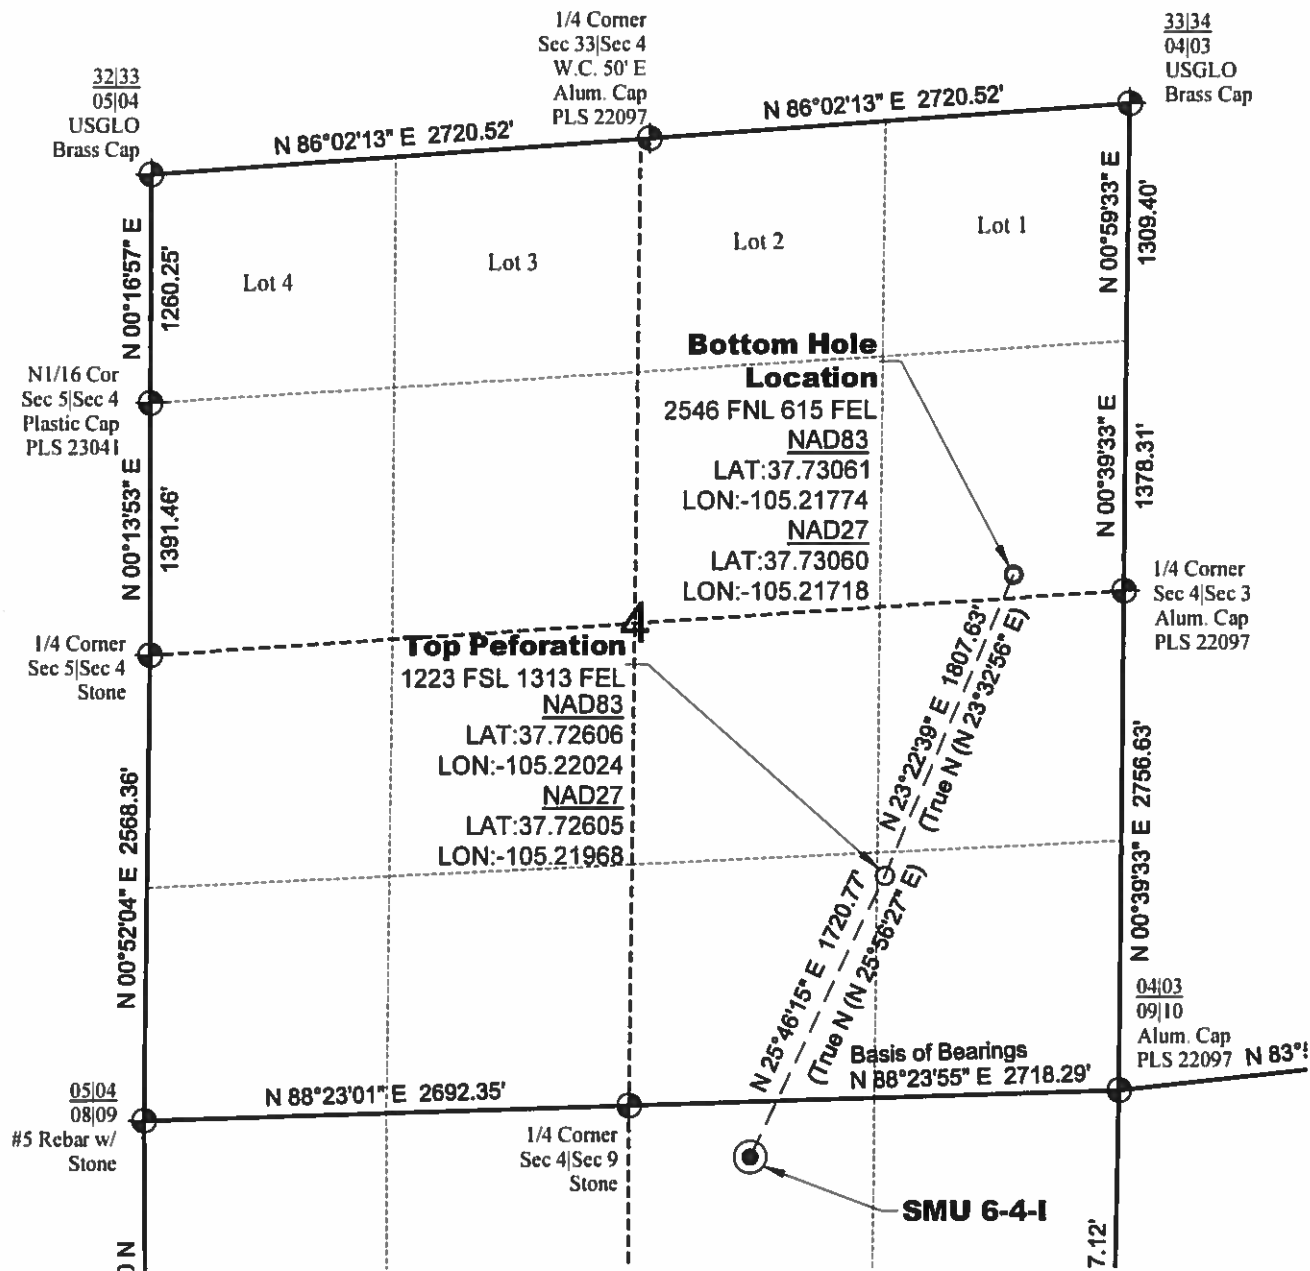 1/4 Corner
Sec 33|Sec 4
W.C. 50' E
Alum. Cap
PLS 22097
33|34
04|03
USGLO
Brass Cap
32|33
05|04
USGLO
Brass Cap
N 86°02'13" E 2720.52'
N 86°02'13" E 2720.52'
N 00°16'57" E
1260.25'
Lot 4
Lot 3
Lot 2
Lot 1
N 00°59'33" E
1309.40'
Bottom Hole
Location
2546 FNL 615 FEL
NAD83
LAT:37.73061
LON:-105.21774
NAD27
LAT:37.73060
LON:-105.21718
N1/16 Cor
Sec 5|Sec 4
Plastic Cap
PLS 23041
N 00°13'53" E
1391.46'
N 00°39'33" E
1378.31'
1/4 Corner
Sec 4|Sec 3
Alum. Cap
PLS 22097
4
1/4 Corner
Sec 5|Sec 4
Stone
Top Peforation
1223 FSL 1313 FEL
NAD83
LAT:37.72606
LON:-105.22024
NAD27
LAT:37.72605
LON:-105.21968
N 23°22'39" E 1807.63'
(True N (N 23°32'56" E)
N 00°52'04" E 2568.36'
N 00°39'33" E 2756.63'
N 25°46'15" E 1720.77'
(True N (N 25°56'27" E)
04|03
09|10
Alum. Cap
PLS 22097
N 83°
Basis of Bearings
N 88°23'55" E 2718.29'
N 88°23'01" E 2692.35'
05|04
08|09
#5 Rebar w/
Stone
1/4 Corner
Sec 4|Sec 9
Stone
SMU 6-4-I
7.12'
0 N